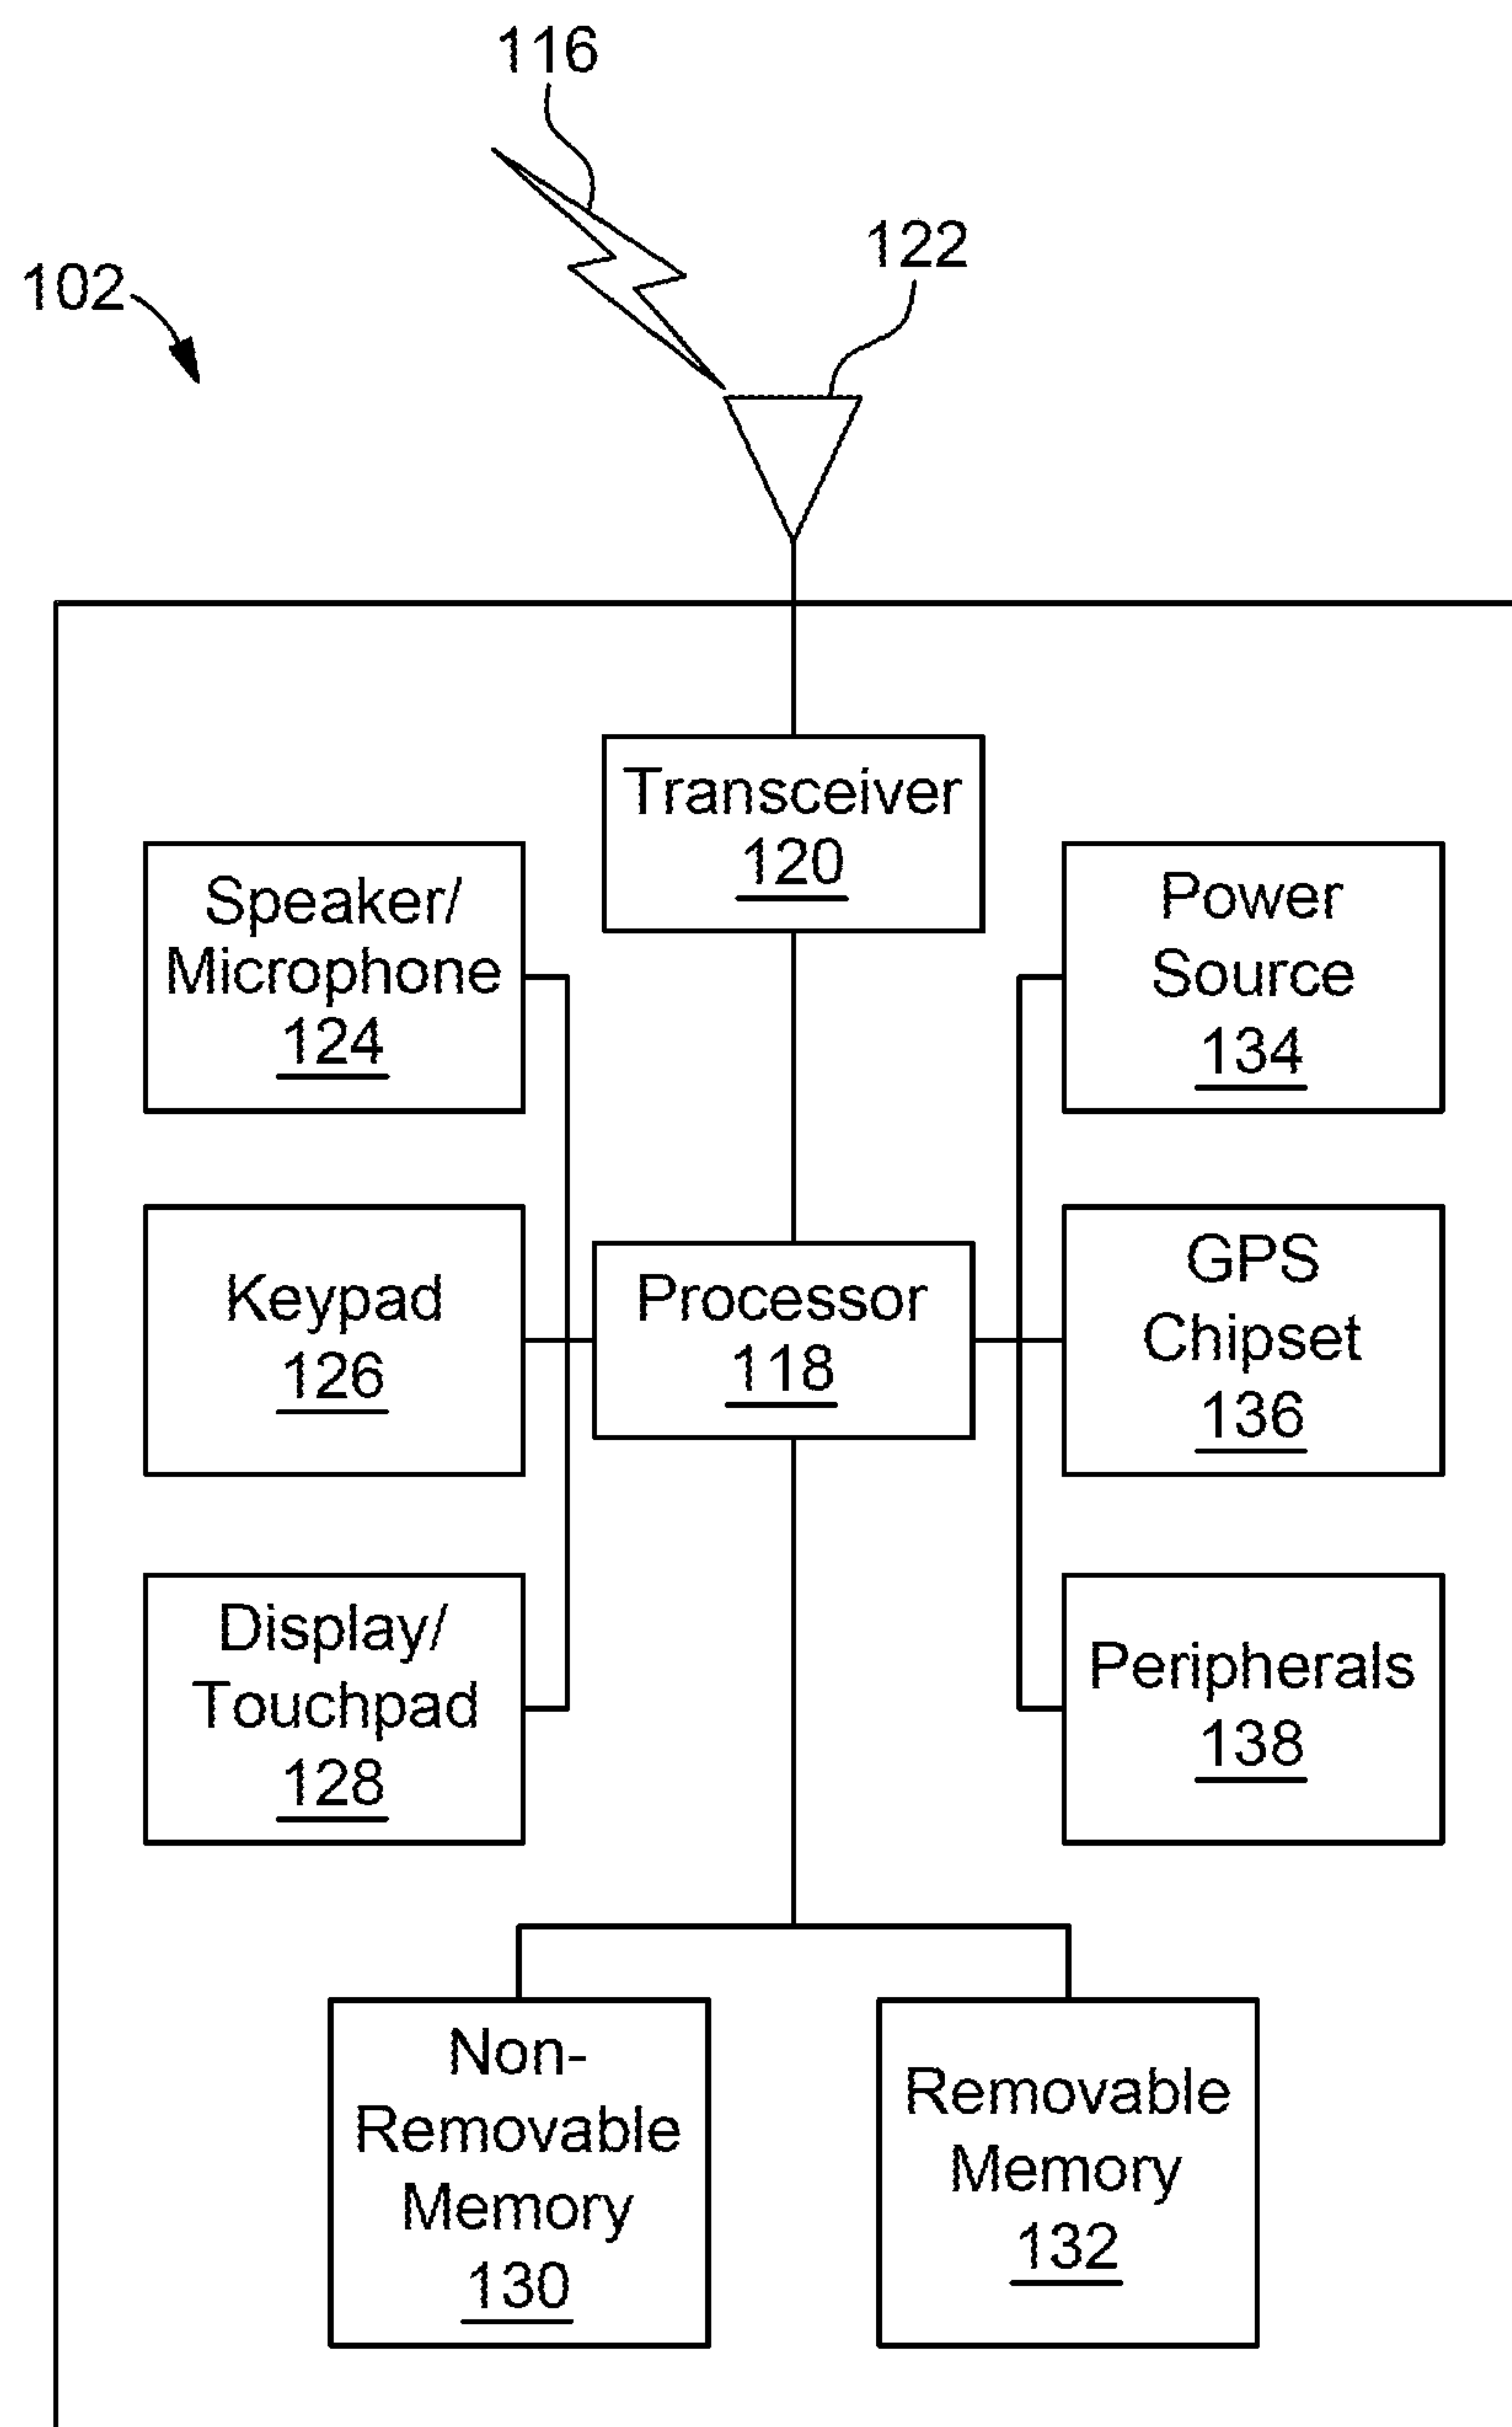 116
122
102
Transceiver
120
Speaker/
Microphone
124
Power
Source
134
Keypad
126
Processor
118
GPS
Chipset
136
Display/
Touchpad
128
Peripherals
138
Non-
Removable
Memory
130
Removable
Memory
132